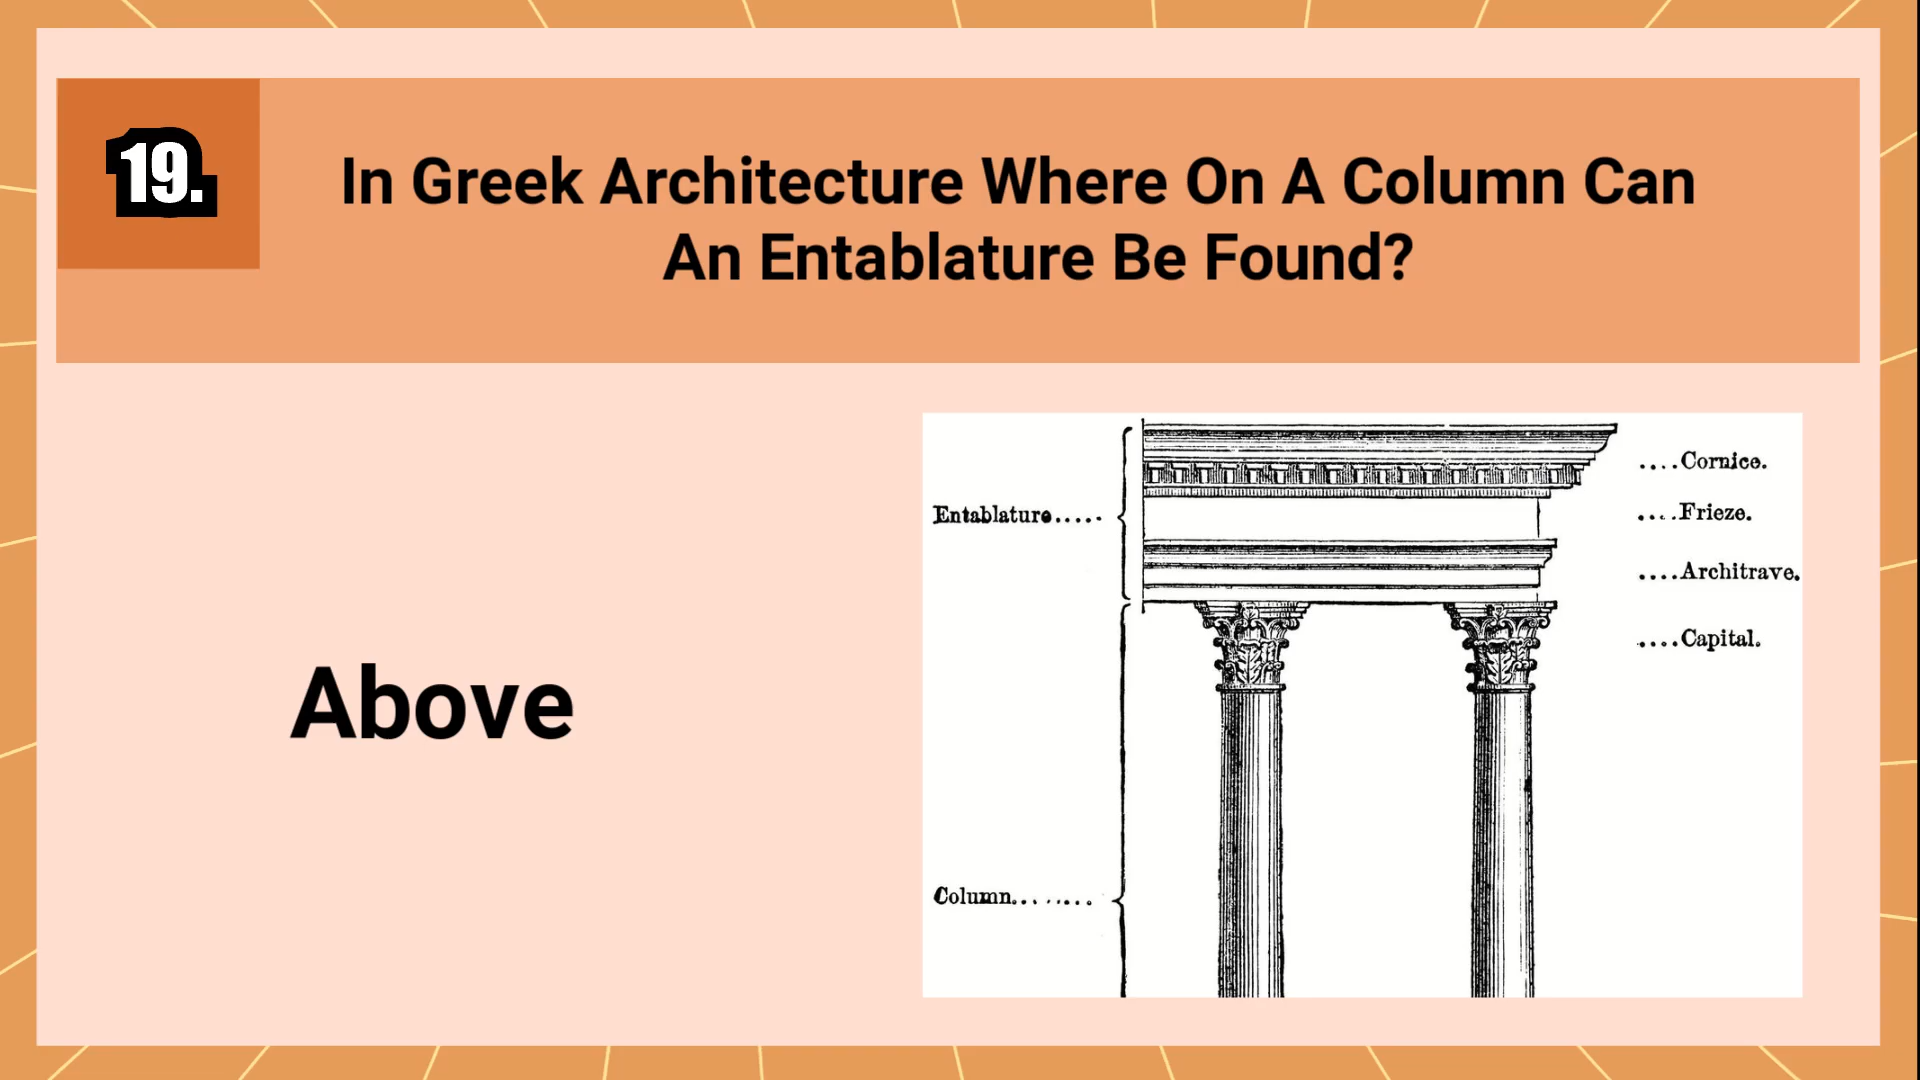 19.
In Greek Architecture Where On A Column Can
An Entablature Be Found?
Above
Entablature.....
....Cornice.
....Frieze.
....Architrave.
....Capital.
Column........